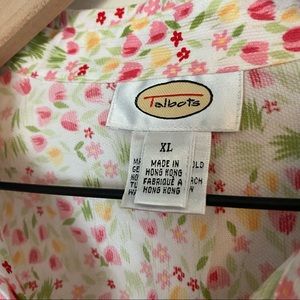 Talbots
XL
MADE IN
HONG KONG
FABRIQUÉ À
HONG KONG